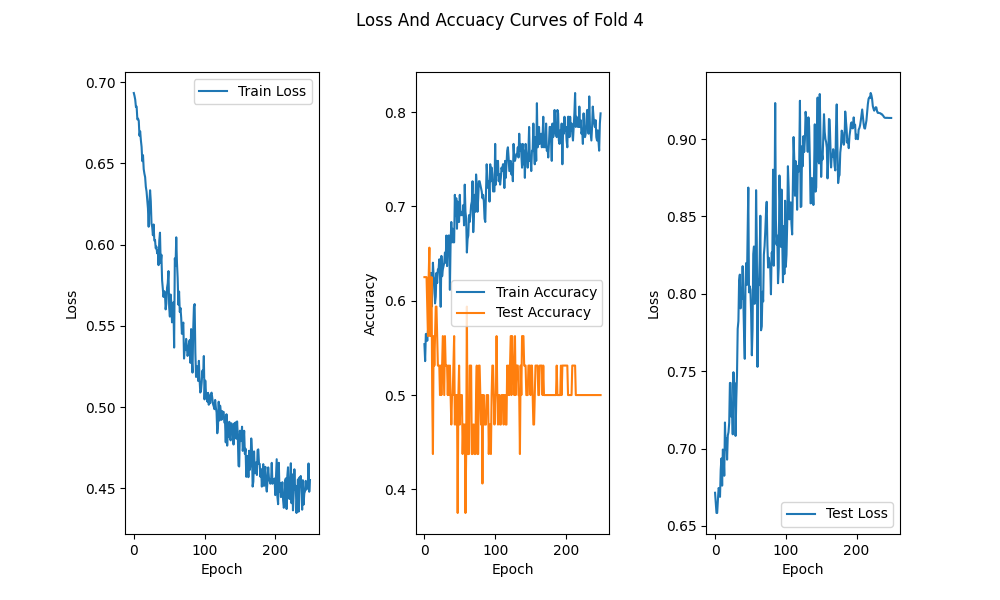 Loss And Accuacy Curves of Fold 4
0.70
0.65
0.60
0.55
0.50
0.45
Loss
0
100
200
Epoch
Train Loss
0.8
0.7
0.6
0.5
0.4
Accuracy
0
100
200
Epoch
Train Accuracy
Test Accuracy
0.90
0.85
0.80
0.75
0.70
0.65
Loss
0
100
200
Epoch
Test Loss